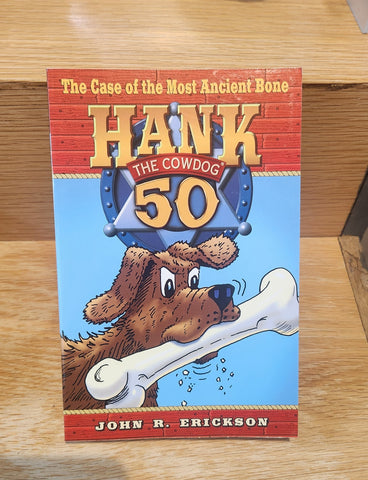 The Case of the Most Ancient Bone
HANK
THE COWDOG®
50
JOHN R. ERICKSON